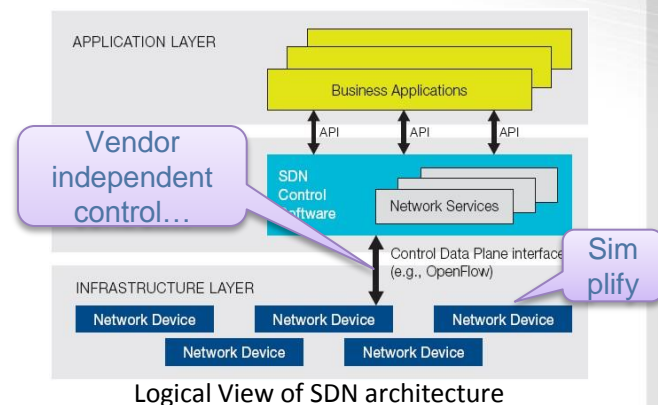 APPLICATION LAYER
Business Applications
API
API
API
Vendor
independent
control…
SDN
Control
Software
Network Services
Control Data Plane interface
(e.g., OpenFlow)
Sim
plify
INFRASTRUCTURE LAYER
Network Device
Network Device
Network Device
Network Device
Network Device
Logical View of SDN architecture